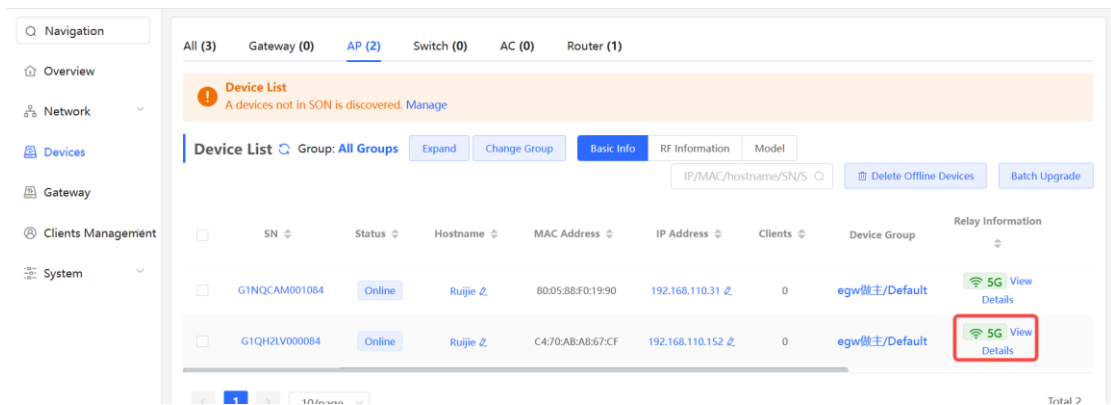 Navigation
Overview
Network
Devices
Gateway
Clients Management
System
All (3) Gateway (0) AP (2) Switch (0) AC (0) Router (1)
Device List
A devices not in SON is discovered. Manage
Device List Group: All Groups Expand Change Group Basic Info RF Information Model
IP/MAC/hostname/SN/S Delete Offline Devices Batch Upgrade
SN Status Hostname MAC Address IP Address Clients Device Group Relay Information
G1NQCAM001084 Online Ruijie 80:05:88:F0:19:90 192.168.110.31 0 egw做主/Default 5G View
Details
G1QH2LV000084 Online Ruijie C4:70:AB:A8:67:CF 192.168.110.152 0 egw做主/Default 5G View
Details
< 1 > 10/page Total 2